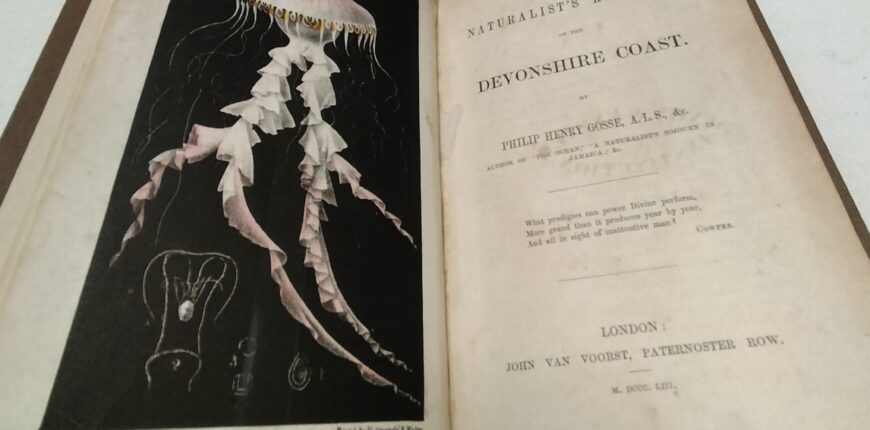 NATURALIST'S
ON THE
DEVONSHIRE COAST.
BY
PHILIP HENRY GOSSE, A.L.S., &c.
AUTHOR OF "THE OCEAN," "A NATURALIST'S SOJOURN IN
JAMAICA," &c.
What prodigies can power Divine perform,
More grand than it produces year by year,
And all in sight of inattentive man?
COWPER.
LONDON:
JOHN VAN VOORST, PATERNOSTER ROW.
M. DCCC. LIII.